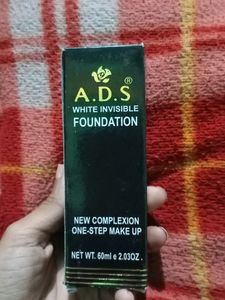 A.D.S ®
WHITE INVISIBLE
FOUNDATION
NEW COMPLEXION
ONE-STEP MAKE UP
NET WT. 60ml e 2.03OZ.